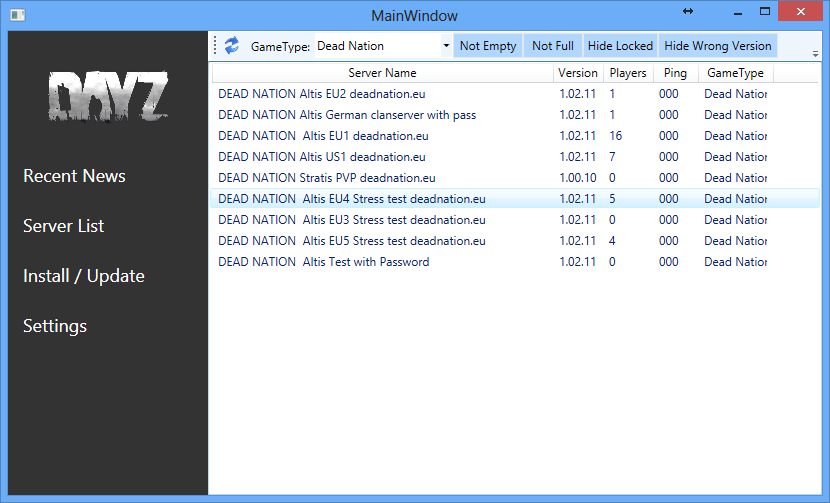 MainWindow
DAYZ
Recent News
Server List
Install / Update
Settings
GameType: Dead Nation Not Empty Not Full Hide Locked Hide Wrong Version
Server Name Version Players Ping GameType
DEAD NATION Altis EU2 deadnation.eu 1.02.11 1 000 Dead Nation
DEAD NATION Altis German clanserver with pass 1.02.11 1 000 Dead Nation
DEAD NATION  Altis EU1 deadnation.eu 1.02.11 16 000 Dead Nation
DEAD NATION Altis US1 deadnation.eu 1.02.11 7 000 Dead Nation
DEAD NATION Stratis PVP deadnation.eu 1.00.10 0 000 Dead Nation
DEAD NATION  Altis EU4 Stress test deadnation.eu 1.02.11 5 000 Dead Nation
DEAD NATION  Altis EU3 Stress test deadnation.eu 1.02.11 0 000 Dead Nation
DEAD NATION  Altis EU5 Stress test deadnation.eu 1.02.11 4 000 Dead Nation
DEAD NATION  Altis Test with Password 1.02.11 0 000 Dead Nation